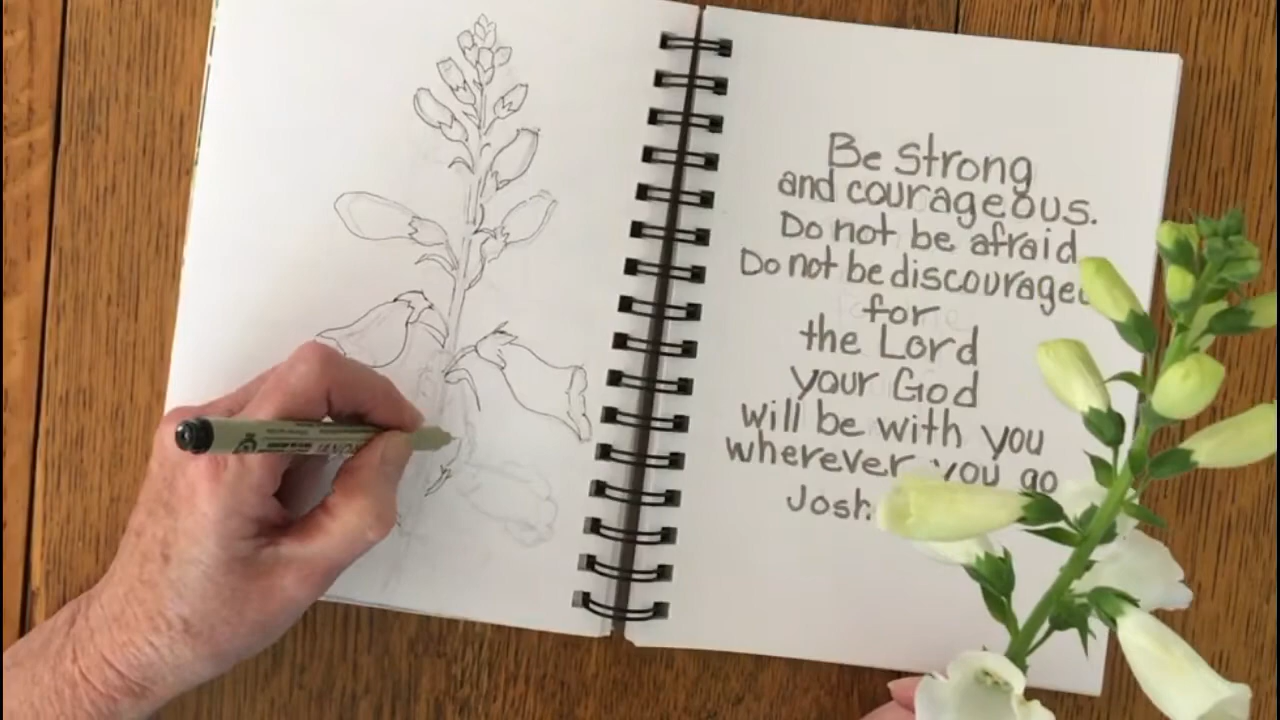 Be strong
and courageous.
Do not be afraid
Do not be discouraged
for
the Lord
your God
will be with you
wherever you go
Josh.